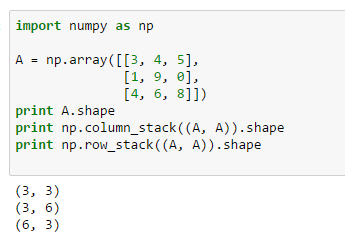 import numpy as np
A = np.array([[3, 4, 5],
              [1, 9, 0],
              [4, 6, 8]])
print A.shape
print np.column_stack((A, A)).shape
print np.row_stack((A, A)).shape
(3, 3)
(3, 6)
(6, 3)